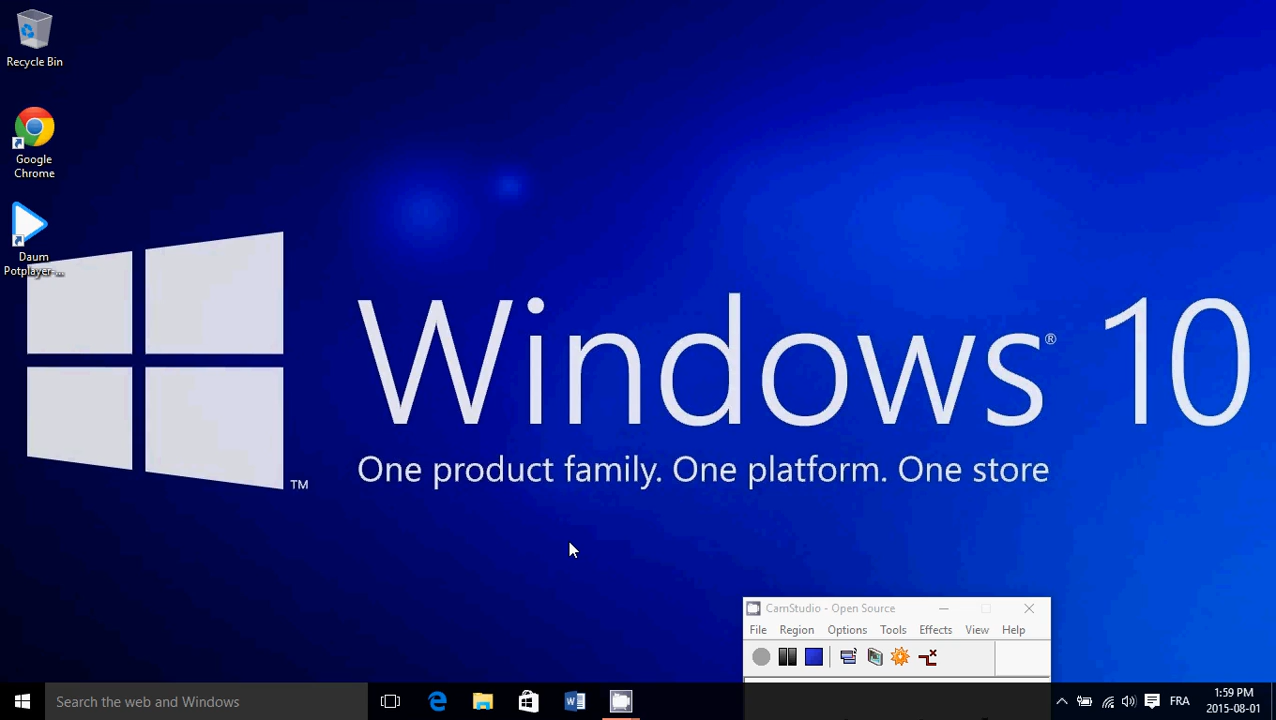 Recycle Bin
Google
Chrome
Daum
Potplayer-...
Windows® 10
TM
One product family. One platform. One store
CamStudio - Open Source
File Region Options Tools Effects View Help
Search the web and Windows
FRA
1:59 PM
2015-08-01